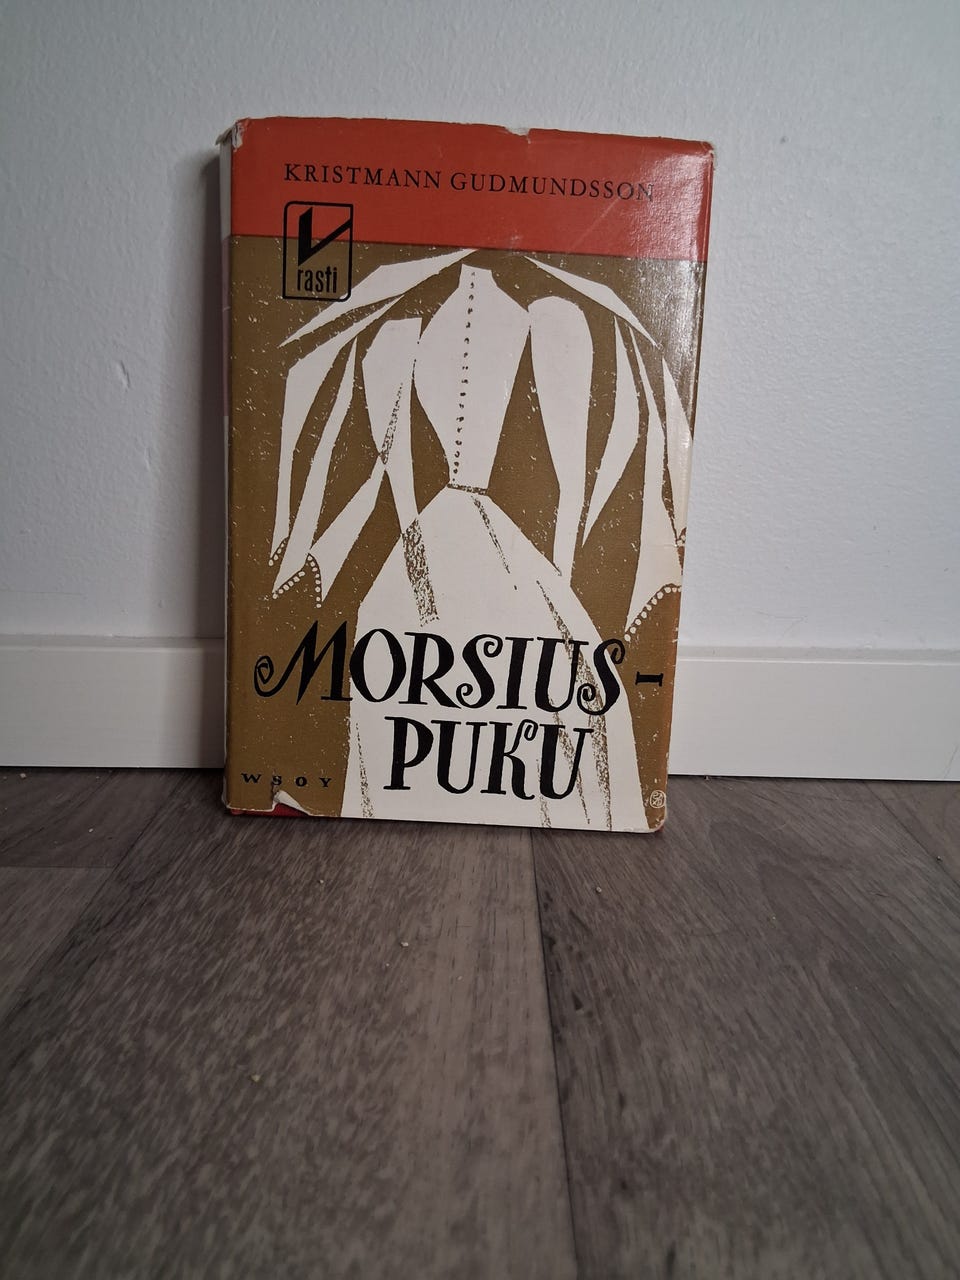 KRISTMANN GUDMUNDSSON
rasti
MORSIUS-
PUKU
WSOY